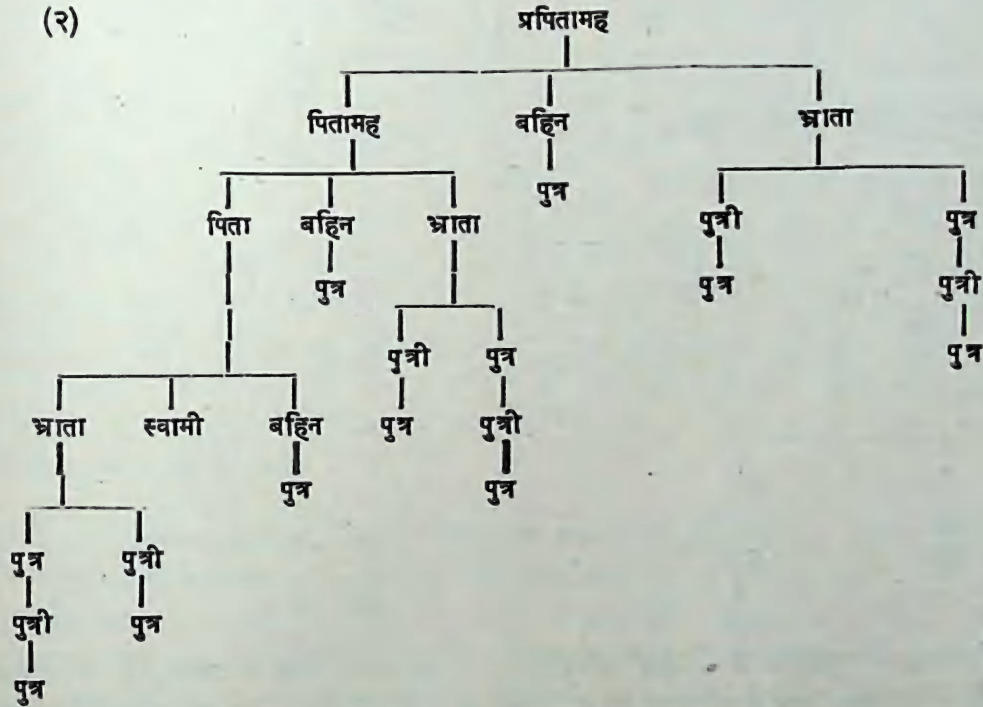 (२)
प्रपितामह
पितामह बहिन भ्राता
पुत्र
पिता बहिन भ्राता पुत्री पुत्र
पुत्र पुत्र पुत्री
पुत्री पुत्र पुत्र
भ्राता स्वामी बहिन पुत्र पुत्री
पुत्र पुत्र
पुत्र पुत्री
पुत्री पुत्र
पुत्र